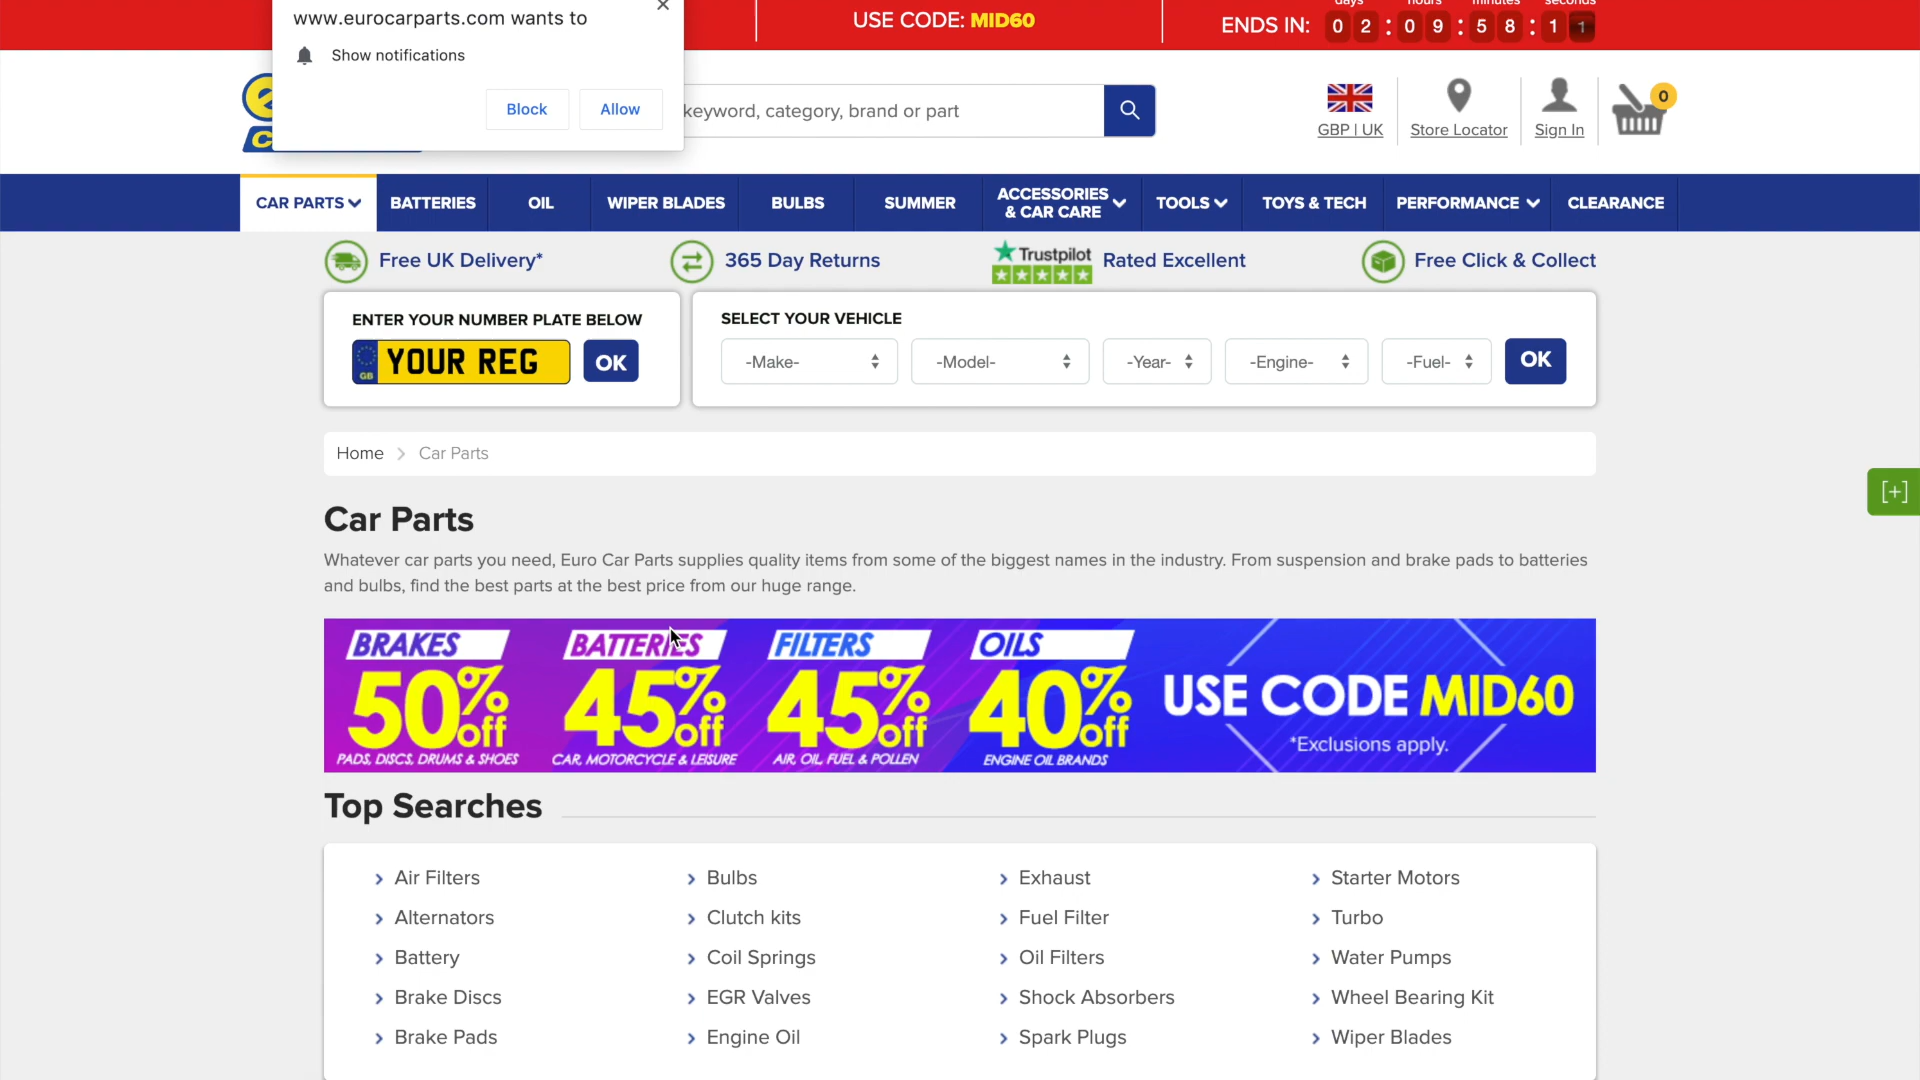 www.eurocarparts.com wants to
Show notifications
Block
Allow
USE CODE: MID60
ENDS IN:
days
hours
minutes
seconds
0 2 : 0 9 : 5 8 : 1 1
keyword, category, brand or part
GBP | UK
Store Locator
Sign In
0
CAR PARTS
BATTERIES
OIL
WIPER BLADES
BULBS
SUMMER
ACCESSORIES
& CAR CARE
TOOLS
TOYS & TECH
PERFORMANCE
CLEARANCE
Free UK Delivery*
365 Day Returns
Trustpilot
Rated Excellent
Free Click & Collect
ENTER YOUR NUMBER PLATE BELOW
GB
YOUR REG
OK
SELECT YOUR VEHICLE
-Make-
-Model-
-Year-
-Engine-
-Fuel-
OK
Home
Car Parts
[+]
Car Parts
Whatever car parts you need, Euro Car Parts supplies quality items from some of the biggest names in the industry. From suspension and brake pads to batteries
and bulbs, find the best parts at the best price from our huge range.
BRAKES
50% off
PADS, DISCS, DRUMS & SHOES
BATTERIES
45% off
CAR, MOTORCYCLE & LEISURE
FILTERS
45% off
AIR, OIL, FUEL & POLLEN
OILS
40% off
ENGINE OIL BRANDS
USE CODE MID60
*Exclusions apply.
Top Searches
Air Filters
Alternators
Battery
Brake Discs
Brake Pads
Bulbs
Clutch kits
Coil Springs
EGR Valves
Engine Oil
Exhaust
Fuel Filter
Oil Filters
Shock Absorbers
Spark Plugs
Starter Motors
Turbo
Water Pumps
Wheel Bearing Kit
Wiper Blades